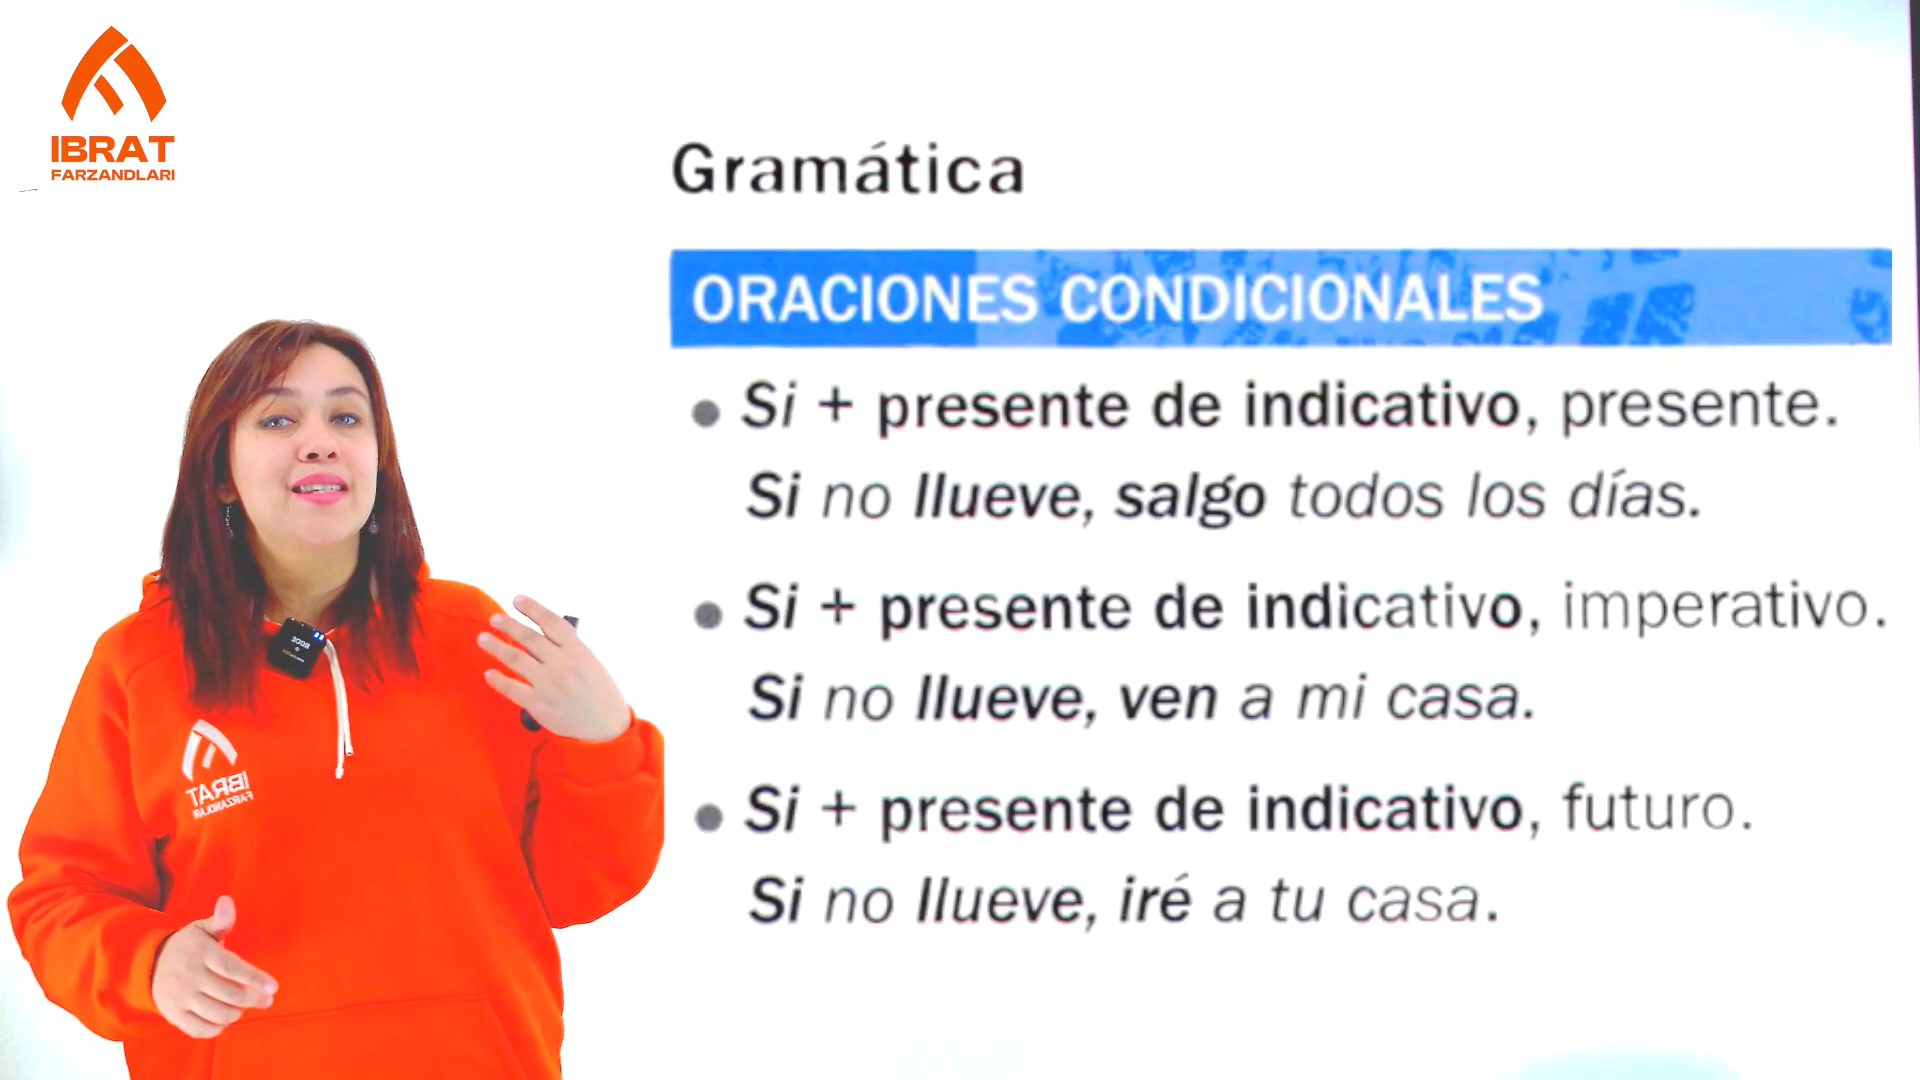 IBRAT
FARZANDLARI
Gramática
ORACIONES CONDICIONALES
• Si + presente de indicativo, presente.
Si no llueve, salgo todos los días.
• Si + presente de indicativo, imperativo.
Si no llueve, ven a mi casa.
• Si + presente de indicativo, futuro.
Si no llueve, iré a tu casa.
IBRAT
FARZANDLARI